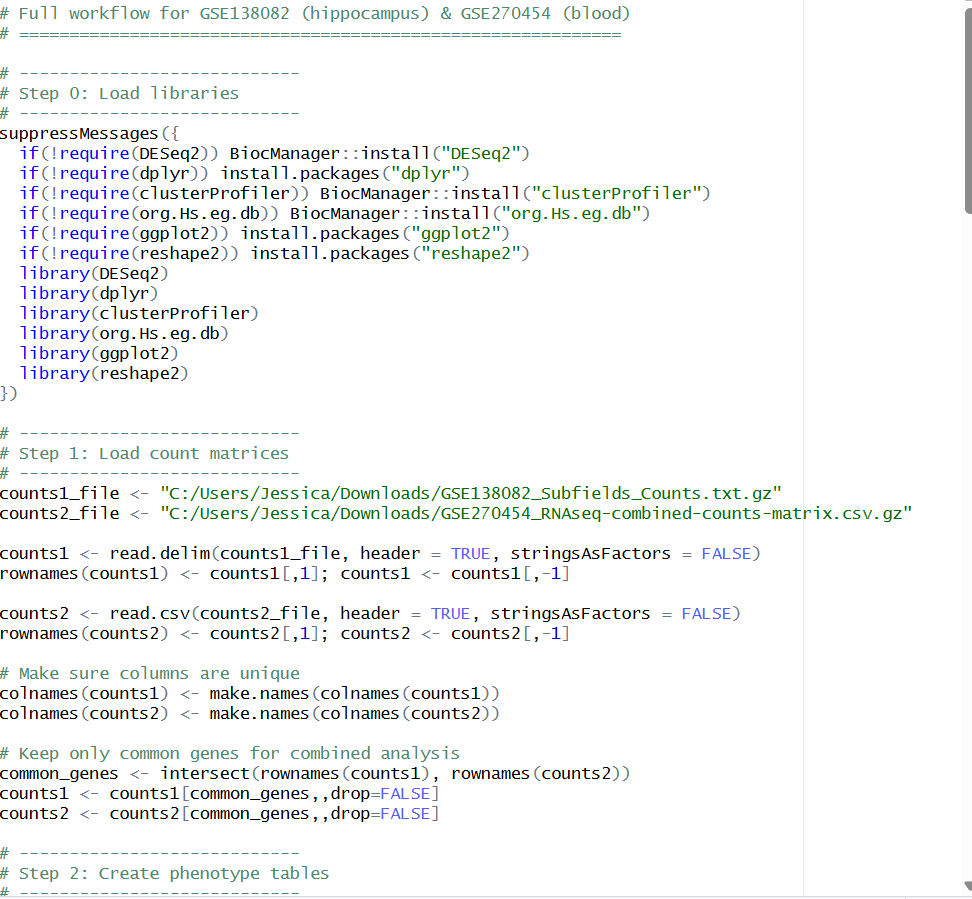 # Full workflow for GSE138082 (hippocampus) & GSE270454 (blood)
# ============================================================
# ----------------------------
# Step 0: Load libraries
# ----------------------------
suppressMessages({
  if(!require(DESeq2)) BiocManager::install("DESeq2")
  if(!require(dplyr)) install.packages("dplyr")
  if(!require(clusterProfiler)) BiocManager::install("clusterProfiler")
  if(!require(org.Hs.eg.db)) BiocManager::install("org.Hs.eg.db")
  if(!require(ggplot2)) install.packages("ggplot2")
  if(!require(reshape2)) install.packages("reshape2")
  library(DESeq2)
  library(dplyr)
  library(clusterProfiler)
  library(org.Hs.eg.db)
  library(ggplot2)
  library(reshape2)
})
# ----------------------------
# Step 1: Load count matrices
# ----------------------------
counts1_file <- "C:/Users/Jessica/Downloads/GSE138082_Subfields_Counts.txt.gz"
counts2_file <- "C:/Users/Jessica/Downloads/GSE270454_RNAseq-combined-counts-matrix.csv.gz"
counts1 <- read.delim(counts1_file, header = TRUE, stringsAsFactors = FALSE)
rownames(counts1) <- counts1[,1]; counts1 <- counts1[,-1]
counts2 <- read.csv(counts2_file, header = TRUE, stringsAsFactors = FALSE)
rownames(counts2) <- counts2[,1]; counts2 <- counts2[,-1]
# Make sure columns are unique
colnames(counts1) <- make.names(colnames(counts1))
colnames(counts2) <- make.names(colnames(counts2))
# Keep only common genes for combined analysis
common_genes <- intersect(rownames(counts1), rownames(counts2))
counts1 <- counts1[common_genes,,drop=FALSE]
counts2 <- counts2[common_genes,,drop=FALSE]
# ----------------------------
# Step 2: Create phenotype tables
# ----------------------------